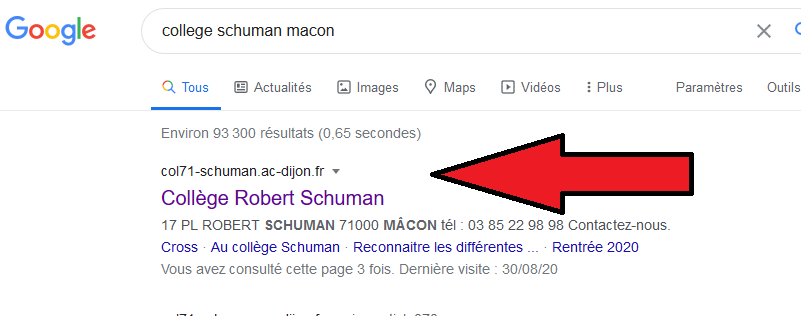 Google
college schuman macon
Tous Actualités Images Maps Vidéos Plus Paramètres Outils
Environ 93 300 résultats (0,65 secondes)
col71-schuman.ac-dijon.fr
Collège Robert Schuman
17 PL ROBERT SCHUMAN 71000 MÂCON tél : 03 85 22 98 98 Contactez-nous.
Cross · Au collège Schuman · Reconnaitre les différentes ... · Rentrée 2020
Vous avez consulté cette page 3 fois. Dernière visite : 30/08/20